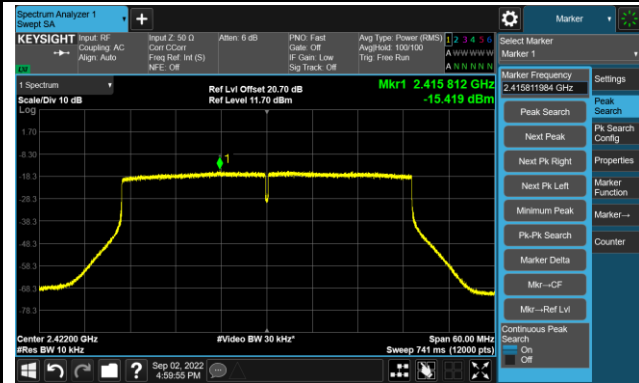 Spectrum Analyzer 1
Swept SA
Marker
KEYSIGHT Input: RF Input Z: 50 Ω Atten: 6 dB PNO: Fast Avg Type: Power (RMS) 1 2 3 4 5 6
Coupling: AC Corr CCorr Gate: Off Avg|Hold: 100/100 A W W W W W
Align: Auto Freq Ref: Int (S) IF Gain: Low Trig: Free Run
NFE: Off Sig Track: Off A N N N N N
Select Marker
Marker 1
1 Spectrum
Scale/Div 10 dB
Log
Ref Lvl Offset 20.70 dB
Ref Level 11.70 dBm
Mkr1 2.415 812 GHz
-15.419 dBm
1.70
-8.30
-18.3
-28.3
-38.3
-48.3
-58.3
-68.3
-78.3
1
Center 2.42200 GHz #Video BW 30 kHz* Span 60.00 MHz
#Res BW 10 kHz Sweep 741 ms (12000 pts)
Marker Frequency
2.415811984 GHz
Peak Search
Next Peak
Next Pk Right
Next Pk Left
Minimum Peak
Pk-Pk Search
Marker Delta
Mkr→CF
Mkr→Ref Lvl
Continuous Peak
Search
On
Off
Settings
Peak
Search
Pk Search
Config
Properties
Marker
Function
Marker→
Counter
?
Sep 02, 2022
4:59:55 PM